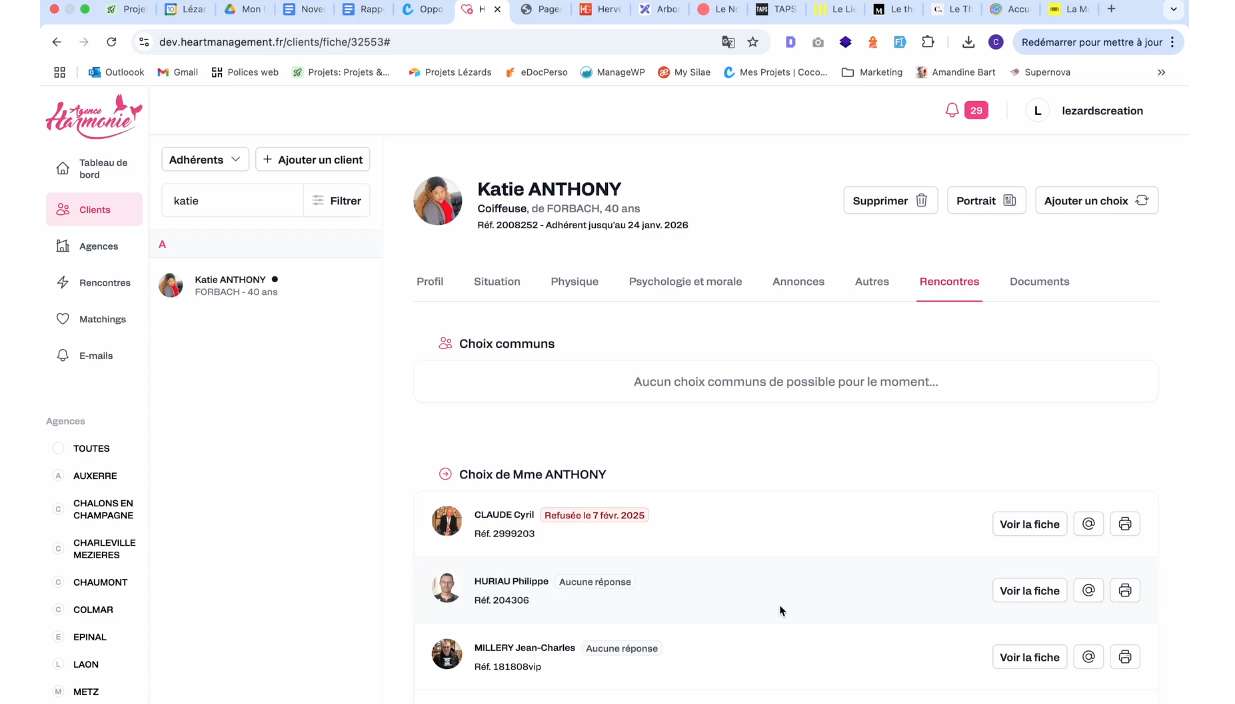 Proje
Lézar
Mon
Nove
Rapp
Oppo
H
Page
Herv
Arbo
Le No
TAPS
TAPS
Le Lie
M
Le th
C.
Le Th
Accu
La M
dev.heartmanagement.fr/clients/fiche/32553#
Redémarrer pour mettre à jour
Outloook
Gmail
Polices web
Projets: Projets &...
Projets Lézards
eDocPerso
ManageWP
My Silae
Mes Projets | Coco...
Marketing
Amandine Bart
Supernova
Agence
Harmonie
29
L
lezardscreation
Tableau de
bord
Clients
Agences
Rencontres
Matchings
E-mails
Agences
TOUTES
A AUXERRE
C CHALONS EN
CHAMPAGNE
C CHARLEVILLE
MEZIERES
C CHAUMONT
C COLMAR
E EPINAL
L LAON
M METZ
Adhérents
+ Ajouter un client
katie
Filtrer
A
Katie ANTHONY
FORBACH - 40 ans
Katie ANTHONY
Coiffeuse, de FORBACH, 40 ans
Réf. 2008252 - Adhérent jusqu'au 24 janv. 2026
Supprimer
Portrait
Ajouter un choix
Profil
Situation
Physique
Psychologie et morale
Annonces
Autres
Rencontres
Documents
Choix communs
Aucun choix communs de possible pour le moment...
Choix de Mme ANTHONY
CLAUDE Cyril Refusée le 7 févr. 2025
Réf. 2999203
Voir la fiche
HURIAU Philippe Aucune réponse
Réf. 204306
Voir la fiche
MILLERY Jean-Charles Aucune réponse
Réf. 181808vip
Voir la fiche